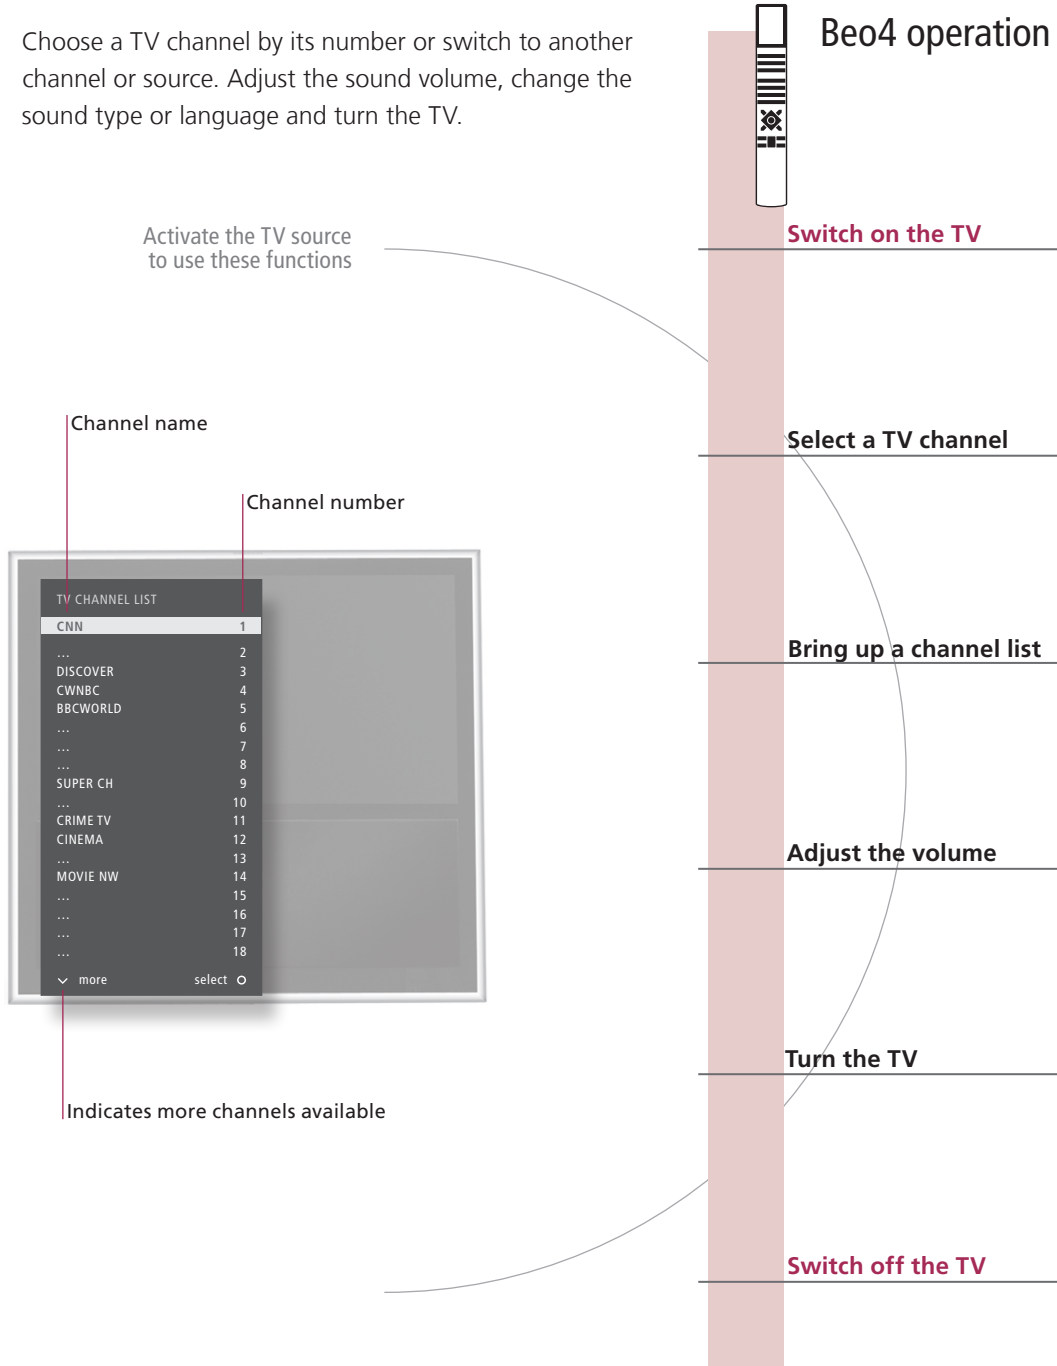 Choose a TV channel by its number or switch to another
channel or source. Adjust the sound volume, change the
sound type or language and turn the TV.
Beo4 operation
Activate the TV source
to use these functions
Switch on the TV
Channel name
Select a TV channel
Channel number
TV CHANNEL LIST
CNN 1
... 2
DISCOVER 3
CWNBC 4
BBCWORLD 5
... 6
... 7
... 8
SUPER CH 9
... 10
CRIME TV 11
CINEMA 12
... 13
MOVIE NW 14
... 15
... 16
... 17
... 18
more select
Bring up a channel list
Adjust the volume
Turn the TV
Indicates more channels available
Switch off the TV